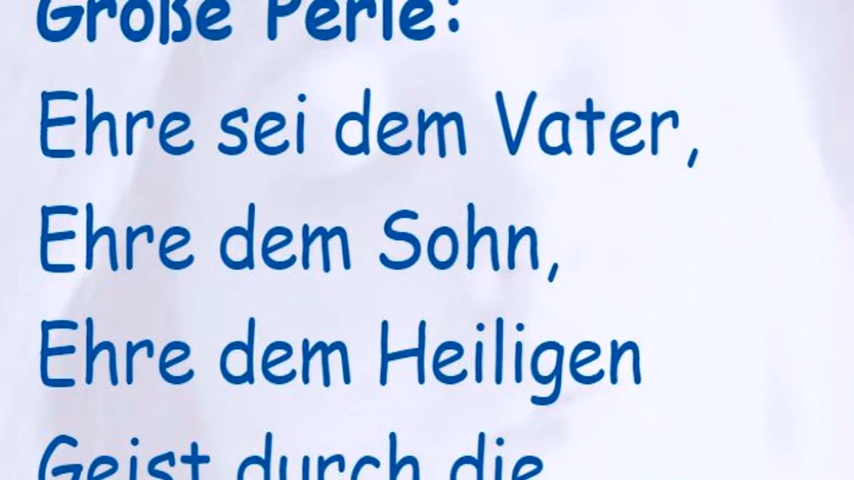 Große Perle:
Ehre sei dem Vater,
Ehre dem Sohn,
Ehre dem Heiligen
Geist durch die